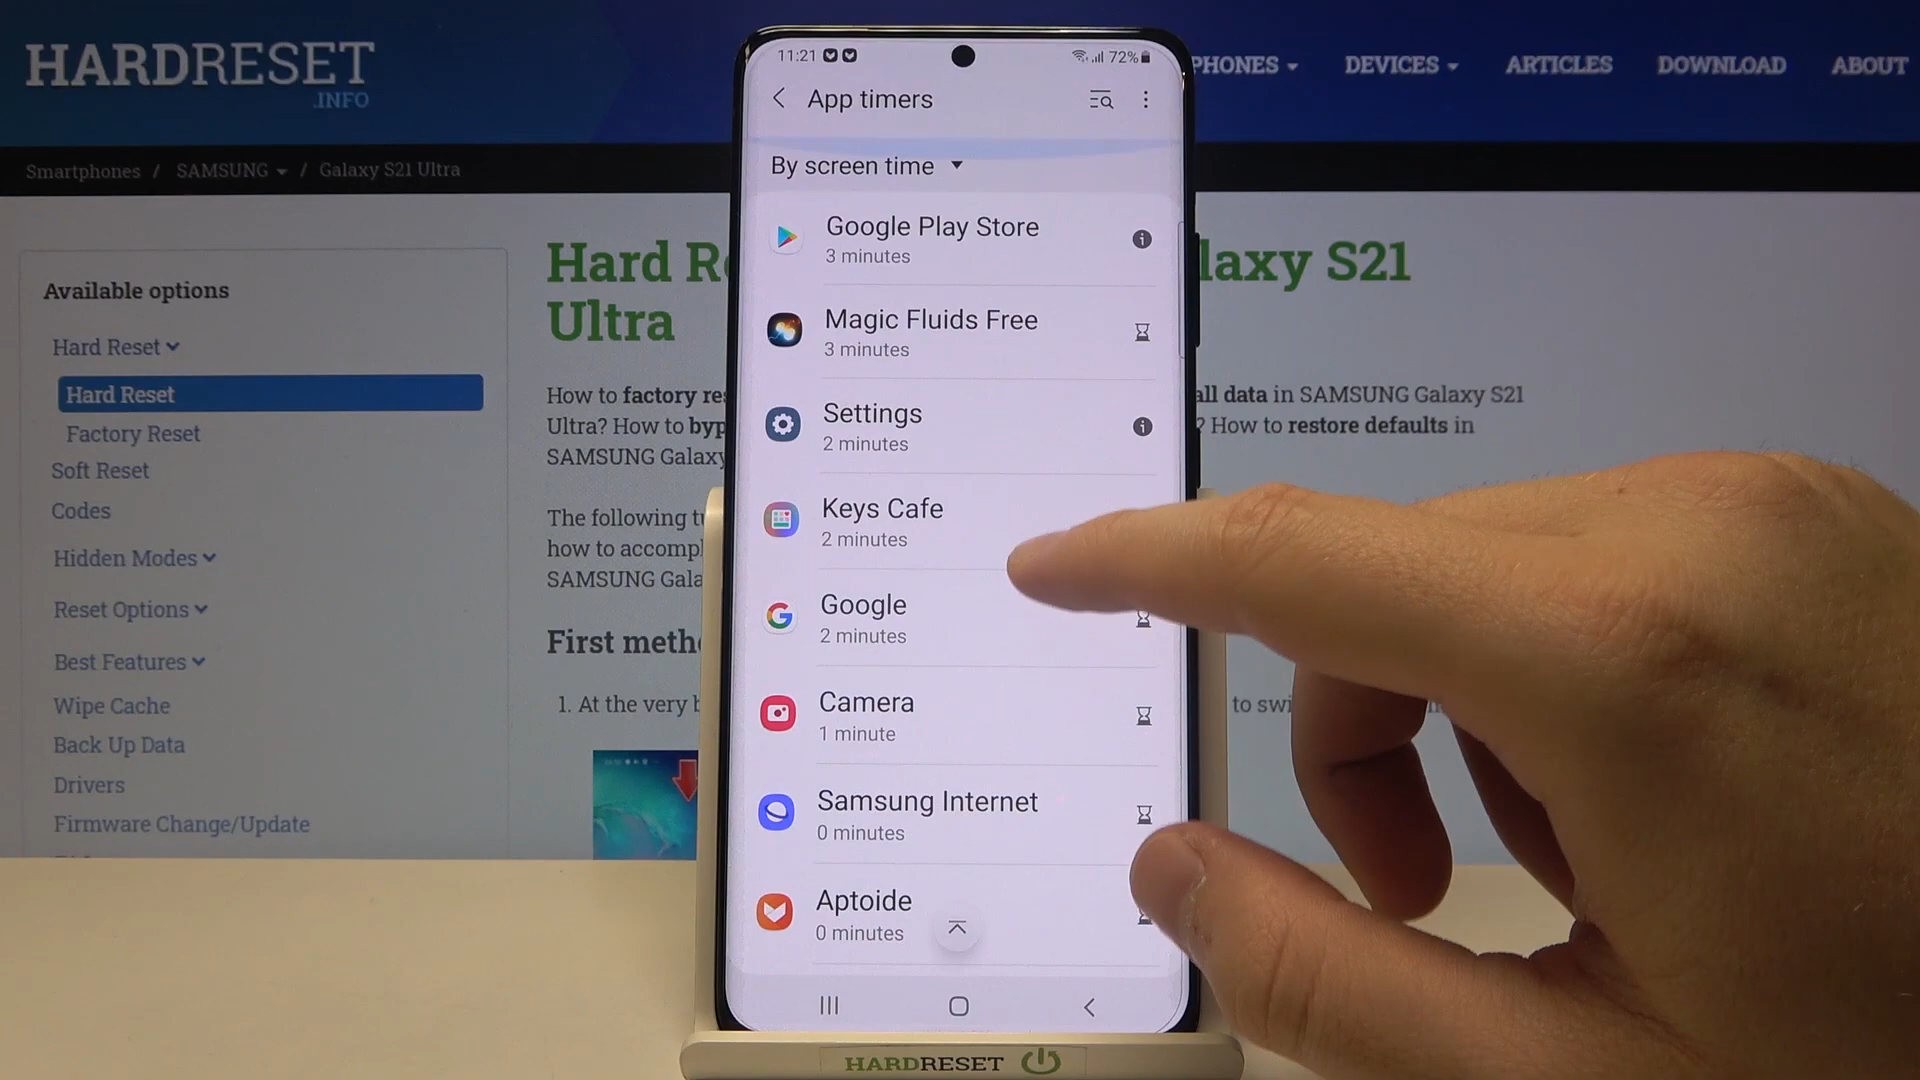 HARDRESET
.INFO
PHONES
DEVICES
ARTICLES
DOWNLOAD
ABOUT
Smartphones / SAMSUNG / Galaxy S21 Ultra
Available options
Hard Reset
Hard Reset
Factory Reset
Soft Reset
Codes
Hidden Modes
Reset Options
Best Features
Wipe Cache
Back Up Data
Drivers
Firmware Change/Update
Hard R
laxy S21
Ultra
How to factory re
all data in SAMSUNG Galaxy S21
Ultra? How to byp
? How to restore defaults in
SAMSUNG Galaxy
The following t
how to accompl
SAMSUNG Gala
First meth
1. At the very b
to swi
11:21
72%
App timers
By screen time
Google Play Store
3 minutes
Magic Fluids Free
3 minutes
Settings
2 minutes
Keys Cafe
2 minutes
Google
2 minutes
Camera
1 minute
Samsung Internet
0 minutes
Aptoide
0 minutes
HARDRESET